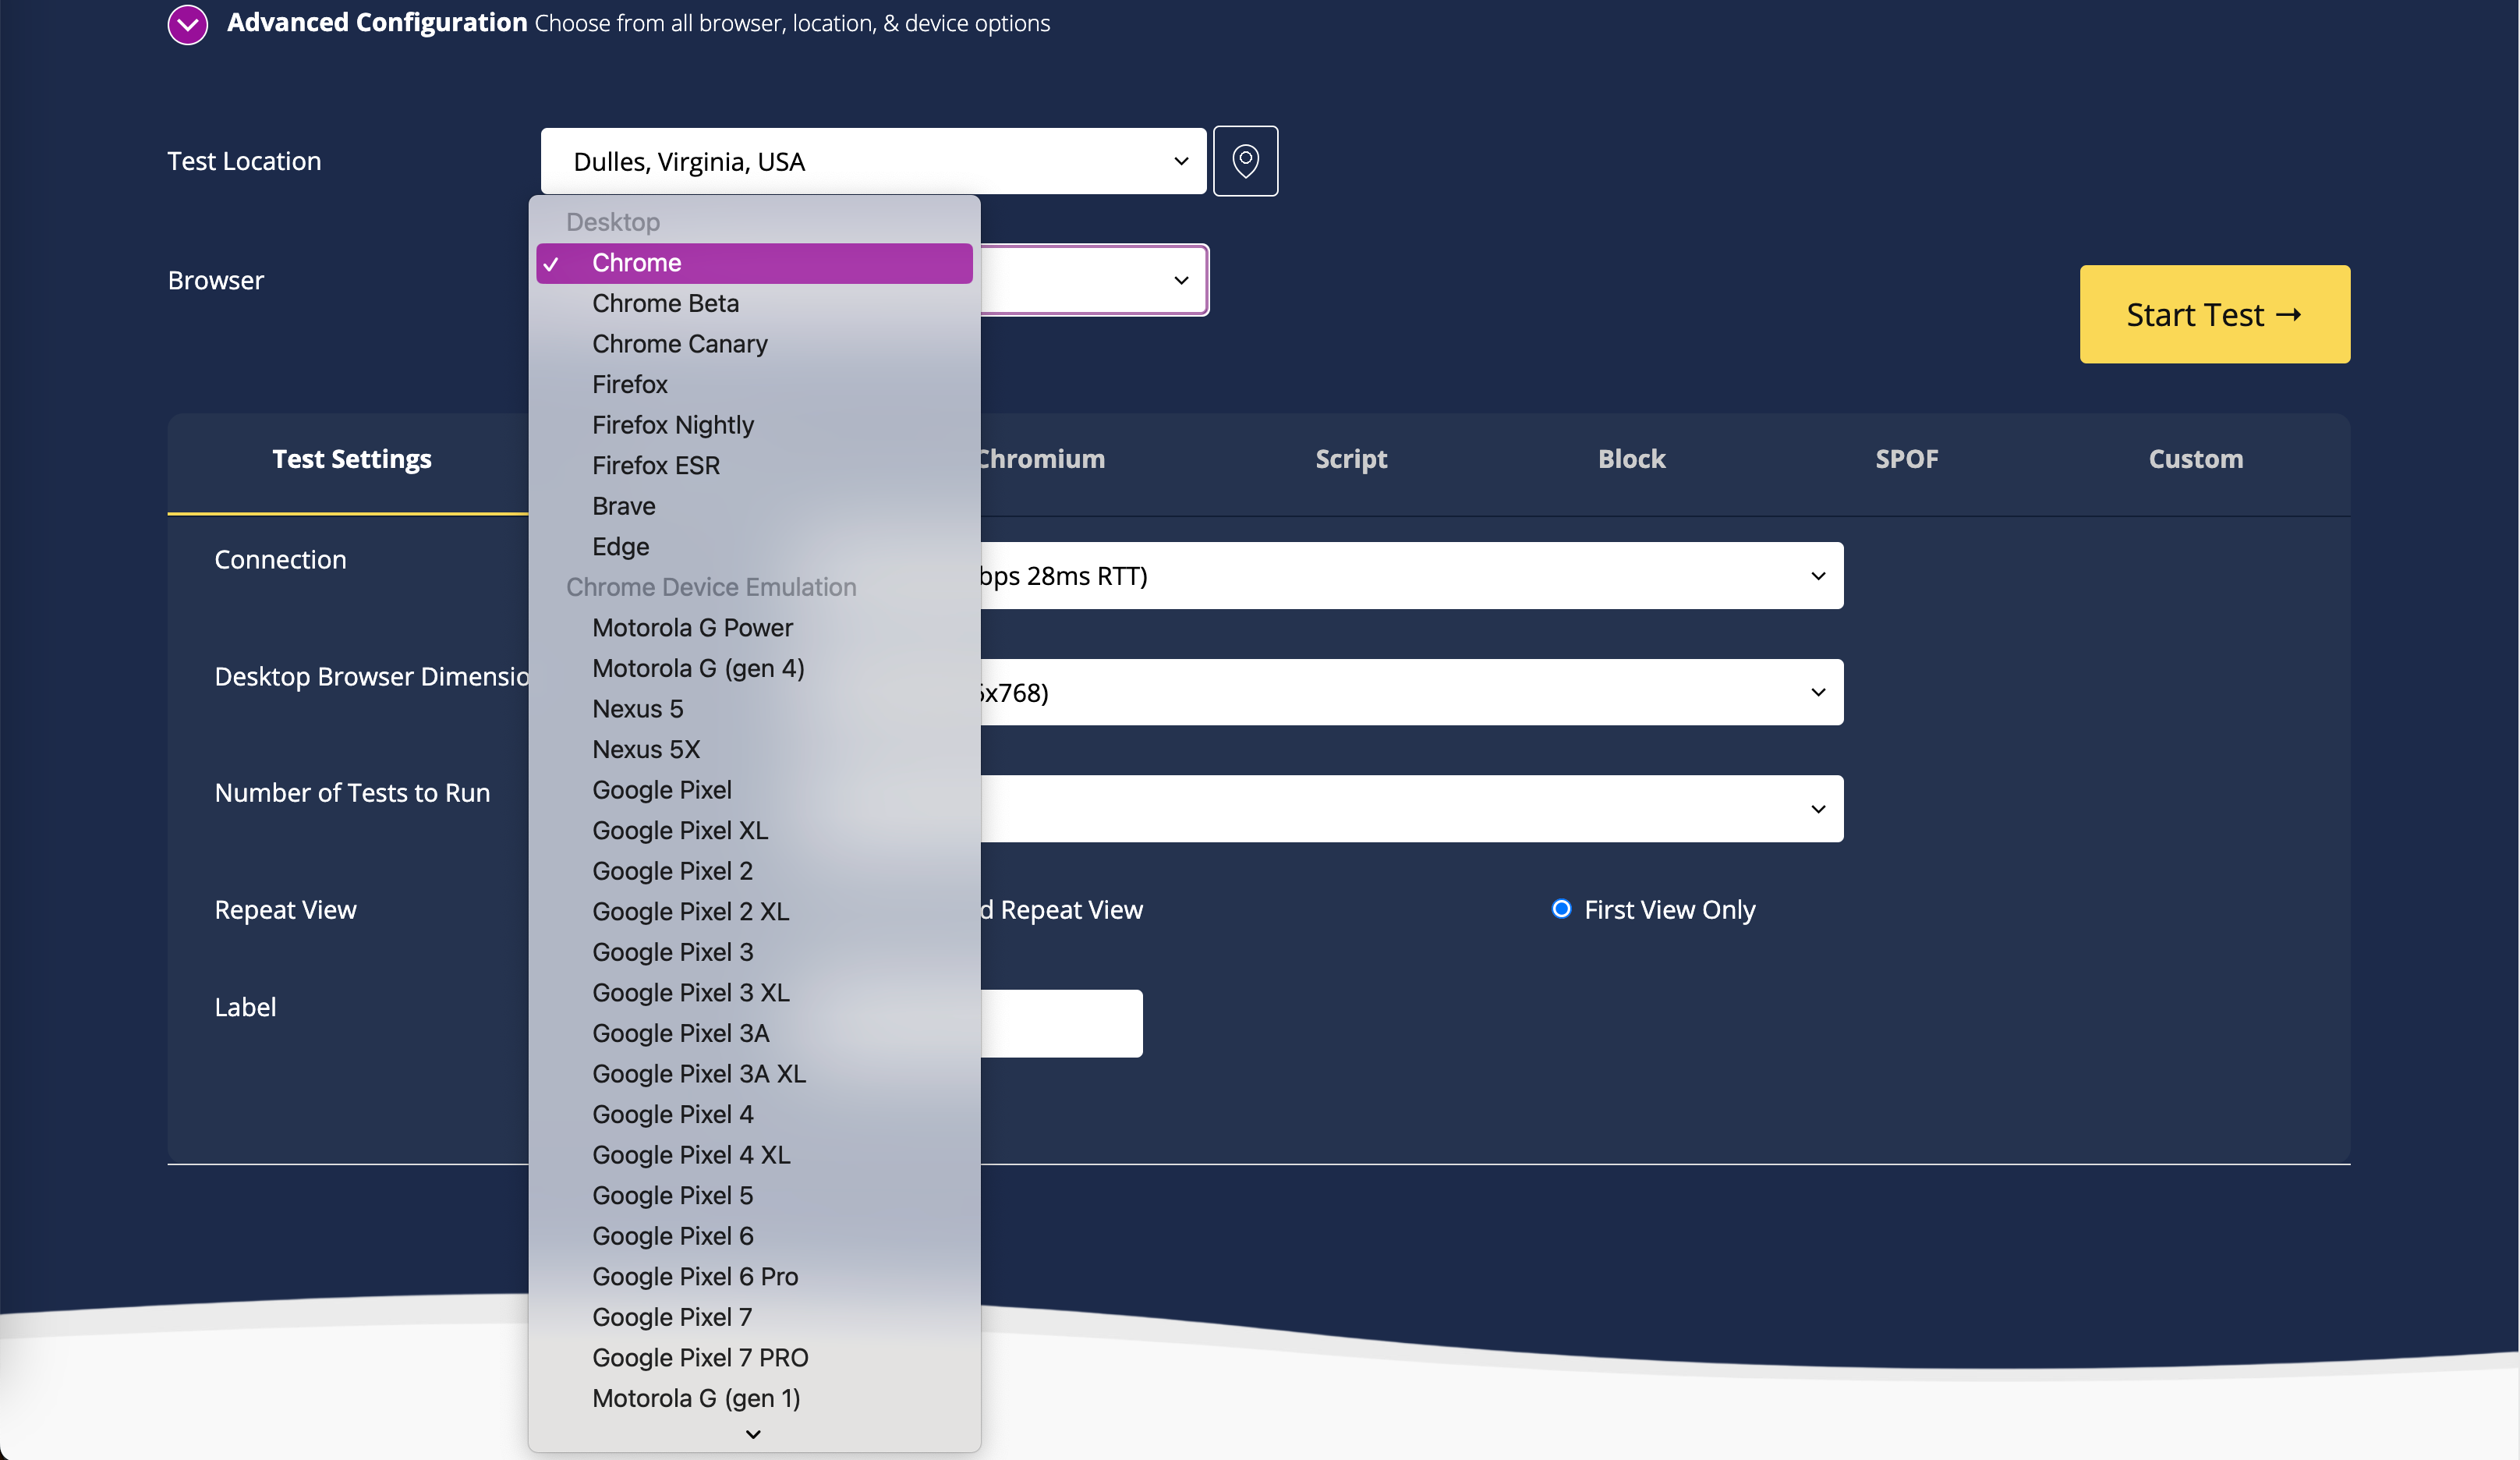 Advanced Configuration Choose from all browser, location, & device options
Test Location
Dulles, Virginia, USA
Browser
Desktop
✓ Chrome
Chrome Beta
Chrome Canary
Firefox
Firefox Nightly
Firefox ESR
Brave
Edge
Chrome Device Emulation
Motorola G Power
Motorola G (gen 4)
Nexus 5
Nexus 5X
Google Pixel
Google Pixel XL
Google Pixel 2
Google Pixel 2 XL
Google Pixel 3
Google Pixel 3 XL
Google Pixel 3A
Google Pixel 3A XL
Google Pixel 4
Google Pixel 4 XL
Google Pixel 5
Google Pixel 6
Google Pixel 6 Pro
Google Pixel 7
Google Pixel 7 PRO
Motorola G (gen 1)
Start Test →
Test Settings
Chromium
Script
Block
SPOF
Custom
Connection
28ms RTT)
Desktop Browser
Number of Tests to Run
Repeat View
Repeat View
First View Only
Label